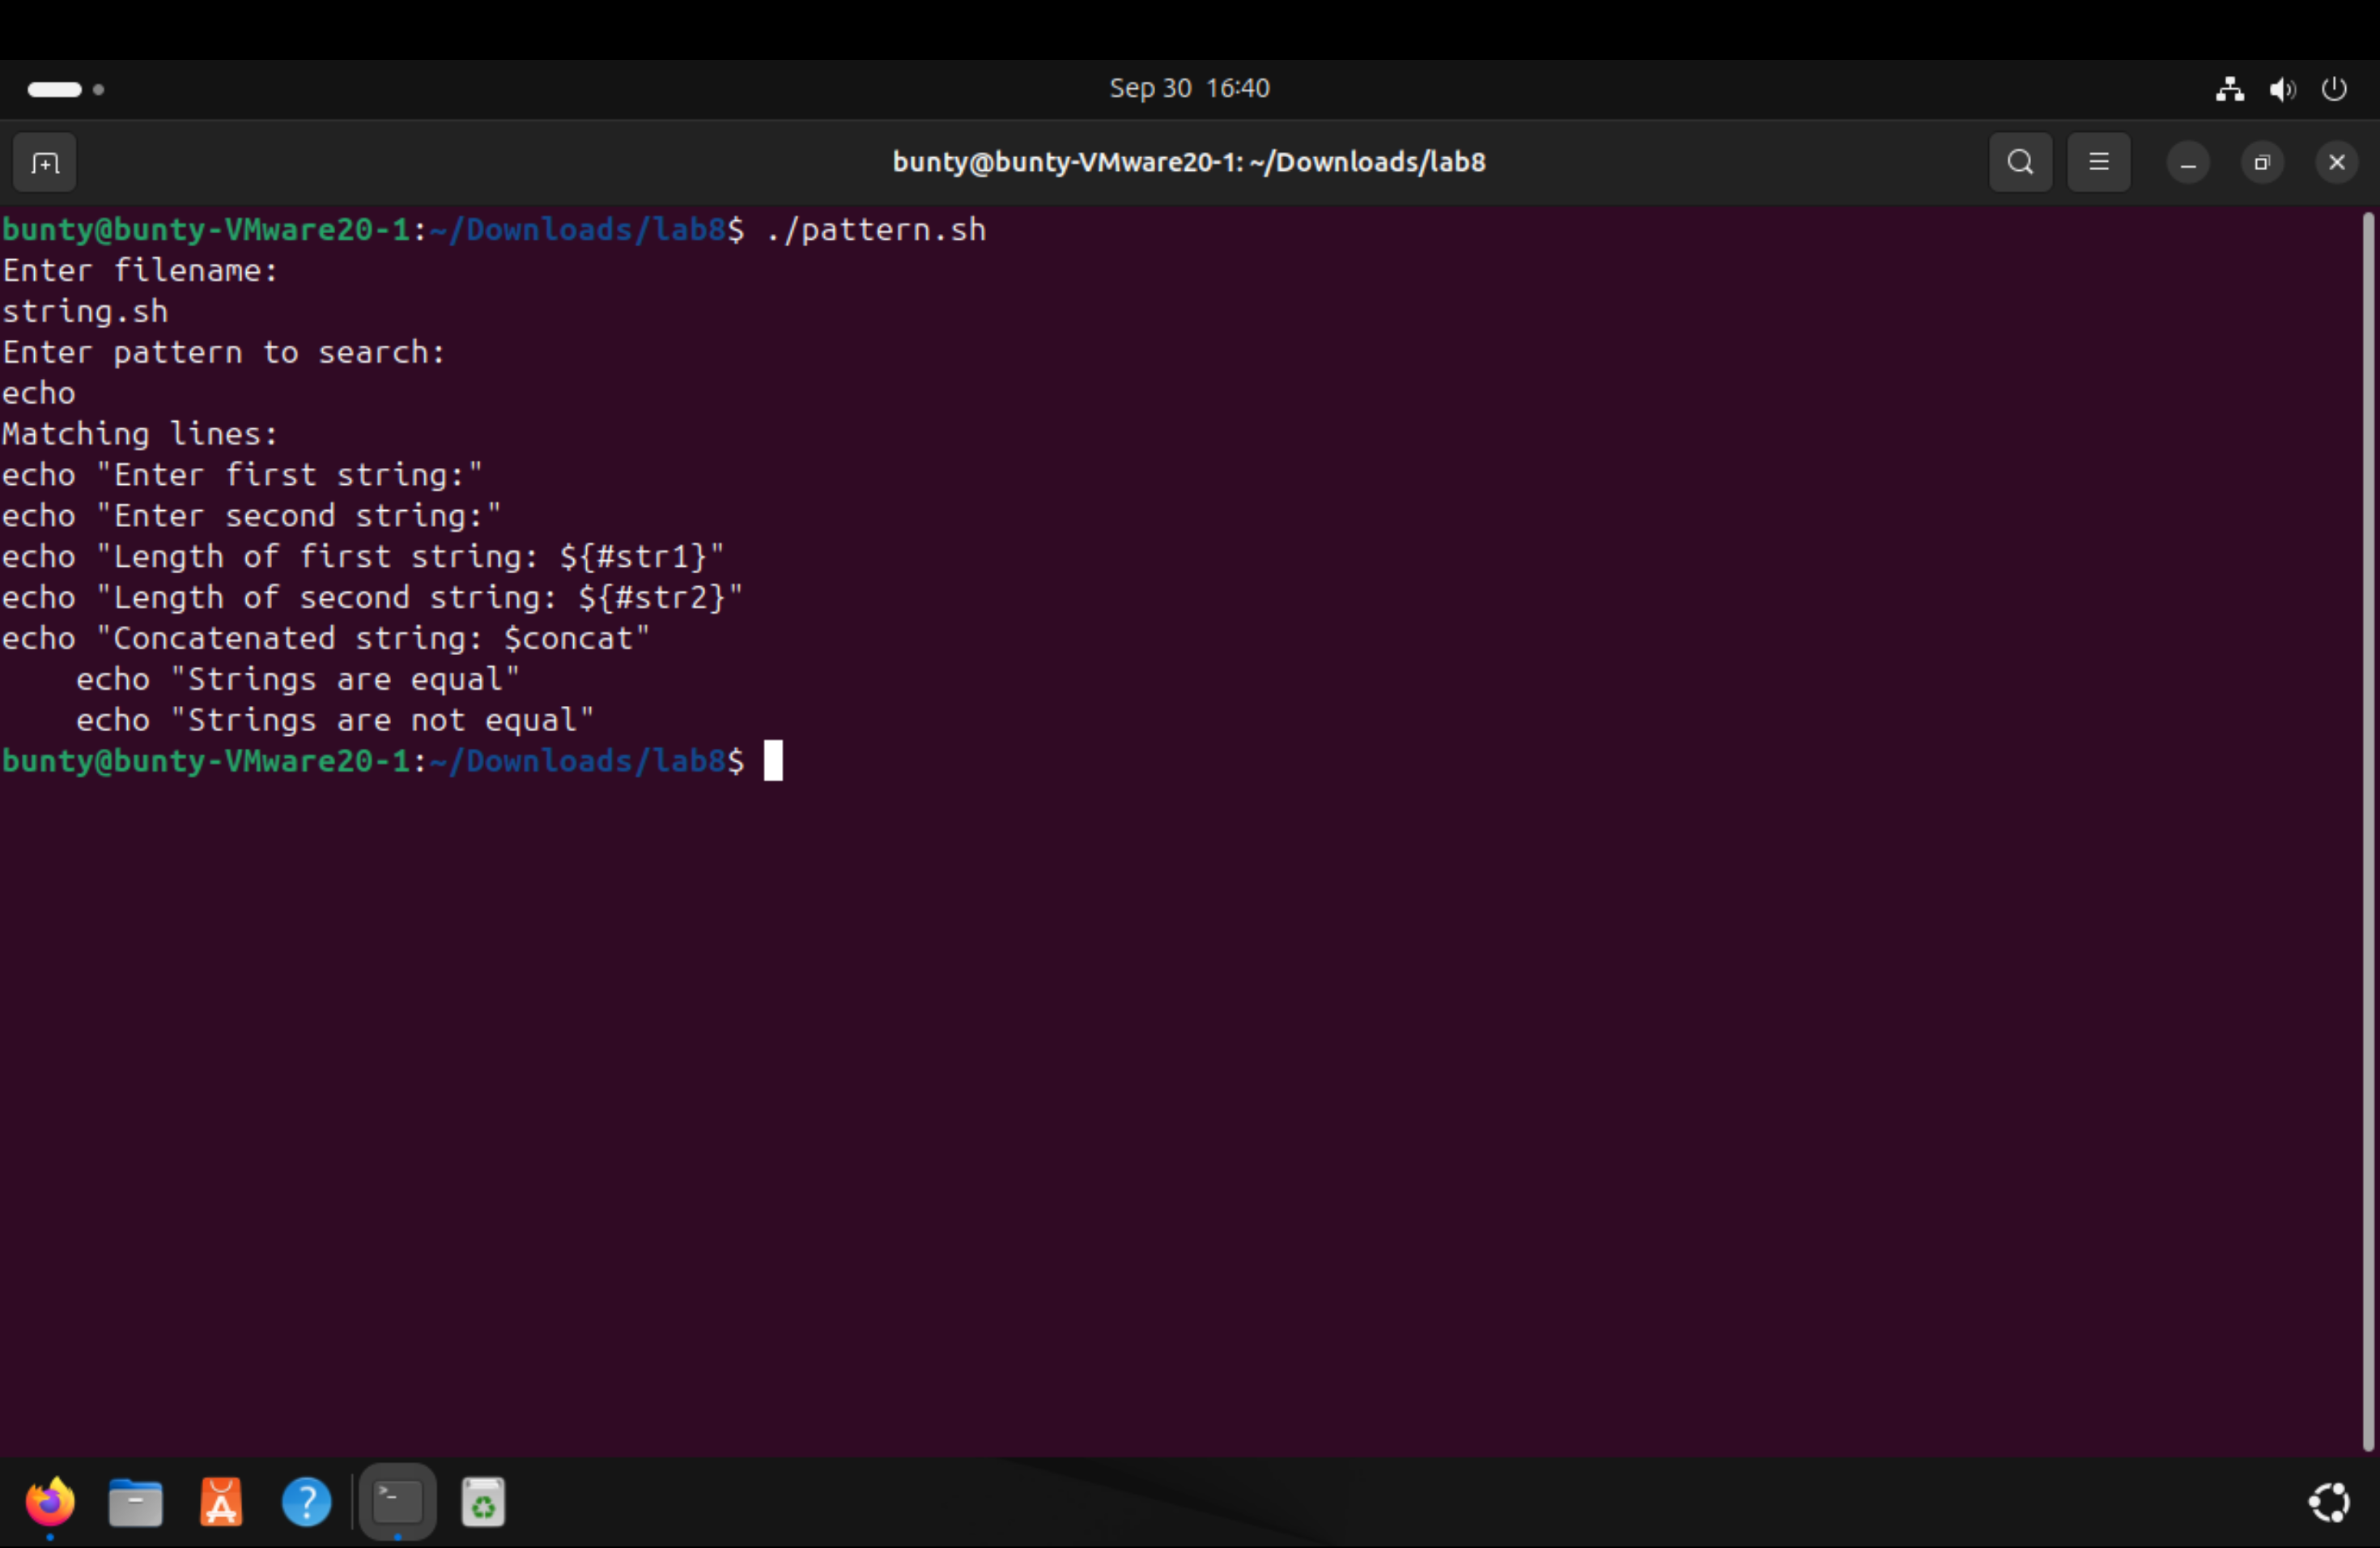 Sep 30 16:40
bunty@bunty-VMware20-1: ~/Downloads/lab8
bunty@bunty-VMware20-1:~/Downloads/lab8$ ./pattern.sh
Enter filename:
string.sh
Enter pattern to search:
echo
Matching lines:
echo "Enter first string:"
echo "Enter second string:"
echo "Length of first string: ${#str1}"
echo "Length of second string: ${#str2}"
echo "Concatenated string: $concat"
    echo "Strings are equal"
    echo "Strings are not equal"
bunty@bunty-VMware20-1:~/Downloads/lab8$